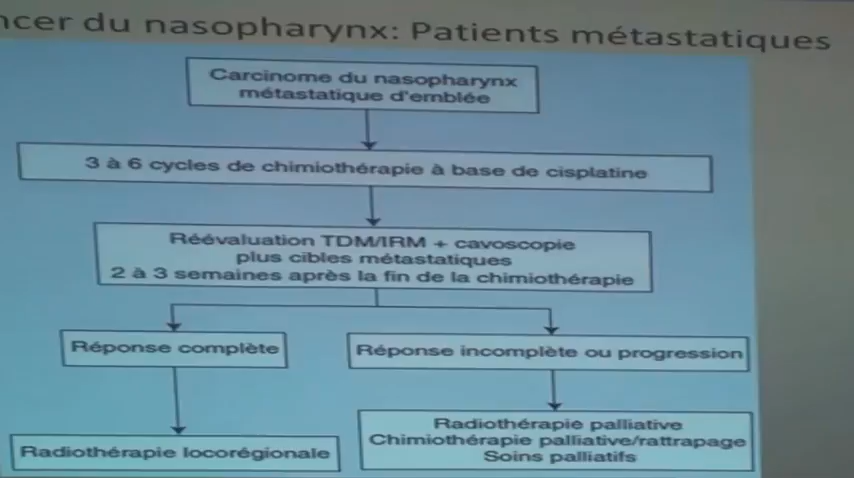 ncer du nasopharynx: Patients métastatiques
Carcinome du nasopharynx
métastatique d'emblée
3 à 6 cycles de chimiothérapie à base de cisplatine
Réévaluation TDM/IRM + cavoscopie
plus cibles métastatiques
2 à 3 semaines après la fin de la chimiothérapie
Réponse complète
Réponse incomplète ou progression
Radiothérapie locorégionale
Radiothérapie palliative
Chimiothérapie palliative/rattrapage
Soins palliatifs